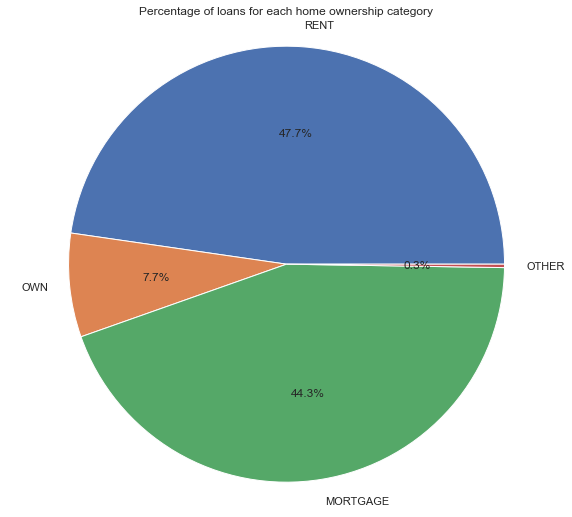 Percentage of loans for each home ownership category
RENT
47.7%
0.3%
OTHER
7.7%
OWN
44.3%
MORTGAGE